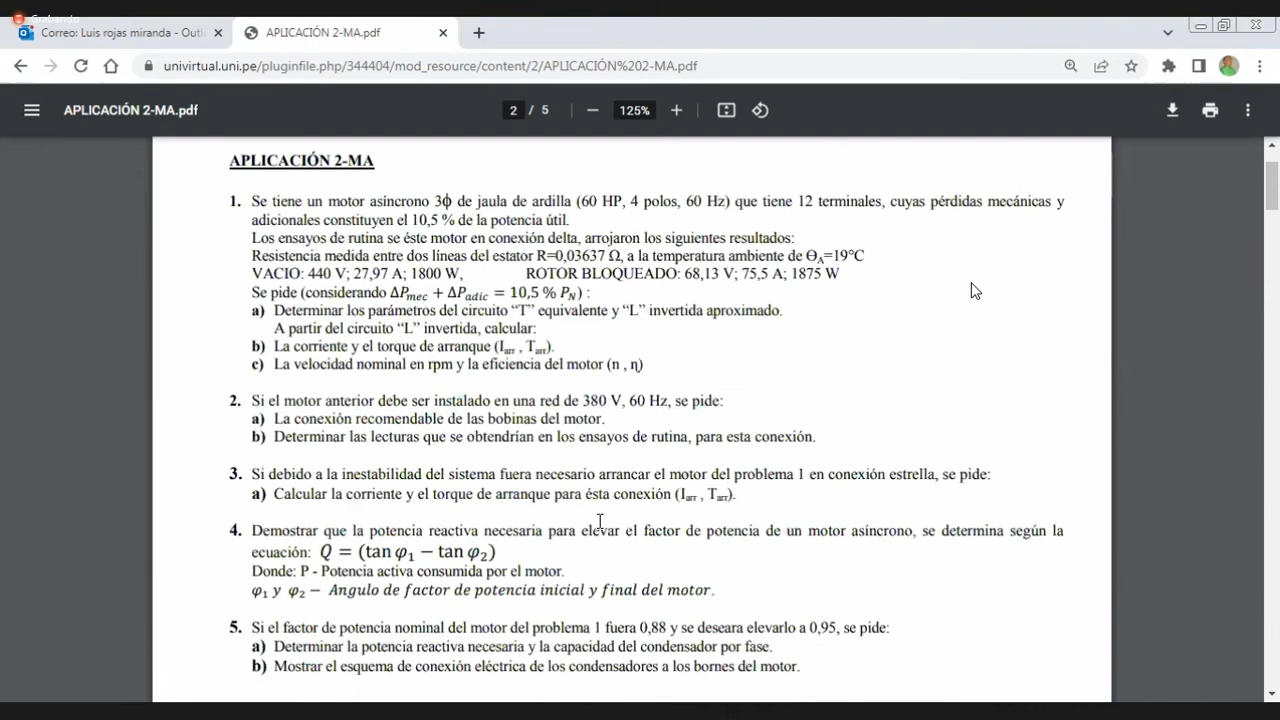 Grabando
Correo: Luis rojas miranda - Outl
APLICACIÓN 2-MA.pdf
univirtual.uni.pe/pluginfile.php/344404/mod_resource/content/2/APLICACIÓN%202-MA.pdf
APLICACIÓN 2-MA.pdf
2 / 5
125%
APLICACIÓN 2-MA
1. Se tiene un motor asíncrono 3ϕ de jaula de ardilla (60 HP, 4 polos, 60 Hz) que tiene 12 terminales, cuyas pérdidas mecánicas y
adicionales constituyen el 10,5 % de la potencia útil.
Los ensayos de rutina se éste motor en conexión delta, arrojaron los siguientes resultados:
Resistencia medida entre dos líneas del estator R=0,03637 Ω, a la temperatura ambiente de ϴA=19°C
VACIO: 440 V; 27,97 A; 1800 W, ROTOR BLOQUEADO: 68,13 V; 75,5 A; 1875 W
Se pide (considerando ΔPmec + ΔPadic = 10,5 % PN) :
a) Determinar los parámetros del circuito “T” equivalente y “L” invertida aproximado.
A partir del circuito “L” invertida, calcular:
b) La corriente y el torque de arranque (Iarr , Tarr).
c) La velocidad nominal en rpm y la eficiencia del motor (n , η)
2. Si el motor anterior debe ser instalado en una red de 380 V, 60 Hz, se pide:
a) La conexión recomendable de las bobinas del motor.
b) Determinar las lecturas que se obtendrían en los ensayos de rutina, para esta conexión.
3. Si debido a la inestabilidad del sistema fuera necesario arrancar el motor del problema 1 en conexión estrella, se pide:
a) Calcular la corriente y el torque de arranque para ésta conexión (Iarr , Tarr).
4. Demostrar que la potencia reactiva necesaria para elevar el factor de potencia de un motor asíncrono, se determina según la
ecuación: Q = (tan φ1 − tan φ2)
Donde: P - Potencia activa consumida por el motor.
φ1 y φ2 − Angulo de factor de potencia inicial y final del motor.
5. Si el factor de potencia nominal del motor del problema 1 fuera 0,88 y se deseara elevarlo a 0,95, se pide:
a) Determinar la potencia reactiva necesaria y la capacidad del condensador por fase.
b) Mostrar el esquema de conexión eléctrica de los condensadores a los bornes del motor.